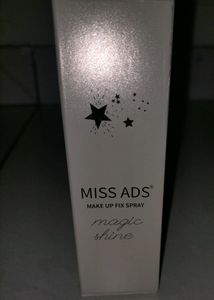 MISS ADS®
MAKE UP FIX SPRAY
magic
shine